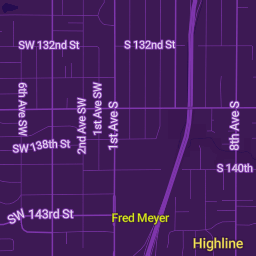 SW 132nd St
S 132nd St
6th Ave SW
2nd Ave SW
1st Ave SW
1st Ave S
8th Ave S
SW 138th St
S 140th
SW 143rd St
Fred Meyer
Highline